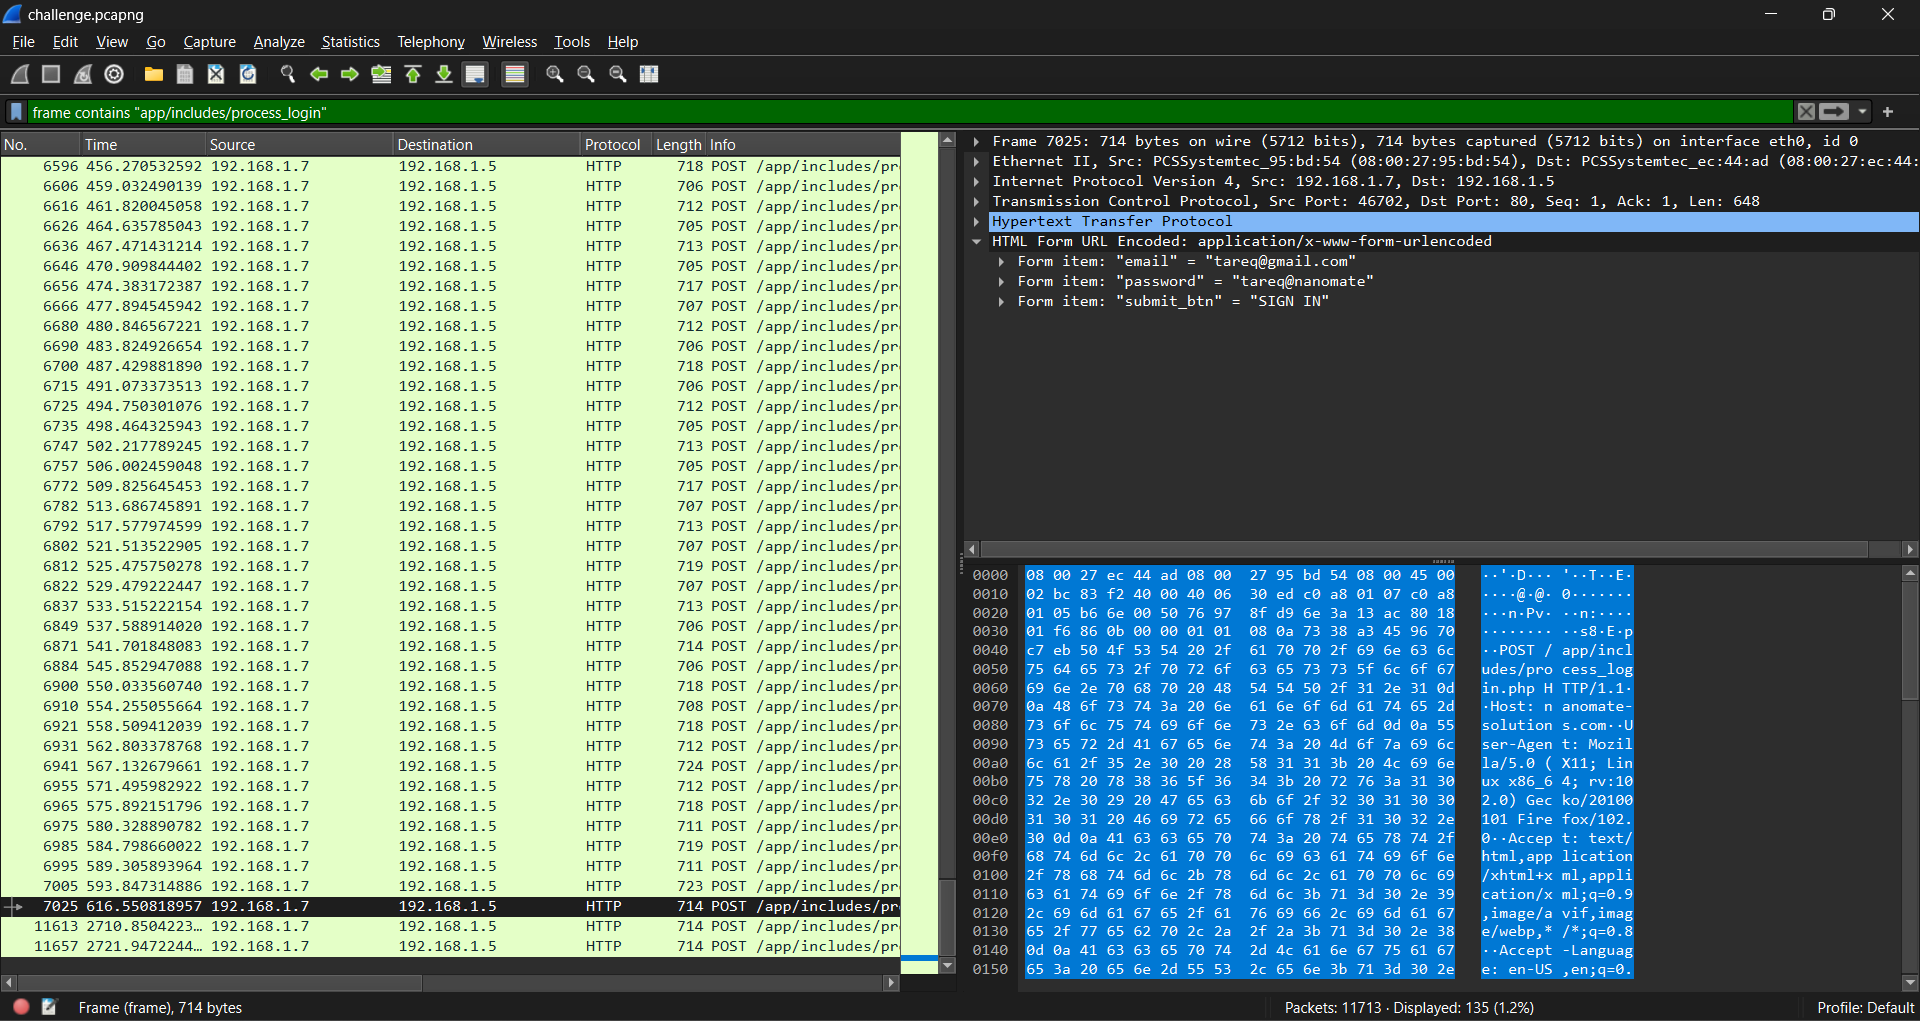 challenge.pcapng
File Edit View Go Capture Analyze Statistics Telephony Wireless Tools Help
frame contains "app/includes/process_login"
No. Time Source Destination Protocol Length Info
6596 456.270532592 192.168.1.7 192.168.1.5 HTTP 718 POST /app/includes/pr
6606 459.032490139 192.168.1.7 192.168.1.5 HTTP 706 POST /app/includes/pr
6616 461.820045058 192.168.1.7 192.168.1.5 HTTP 712 POST /app/includes/pr
6626 464.635785043 192.168.1.7 192.168.1.5 HTTP 705 POST /app/includes/pr
6636 467.471431214 192.168.1.7 192.168.1.5 HTTP 713 POST /app/includes/pr
6646 470.909844402 192.168.1.7 192.168.1.5 HTTP 705 POST /app/includes/pr
6656 474.383172387 192.168.1.7 192.168.1.5 HTTP 717 POST /app/includes/pr
6666 477.894545942 192.168.1.7 192.168.1.5 HTTP 707 POST /app/includes/pr
6680 480.846567221 192.168.1.7 192.168.1.5 HTTP 712 POST /app/includes/pr
6690 483.824926654 192.168.1.7 192.168.1.5 HTTP 706 POST /app/includes/pr
6700 487.429881890 192.168.1.7 192.168.1.5 HTTP 718 POST /app/includes/pr
6715 491.073373513 192.168.1.7 192.168.1.5 HTTP 706 POST /app/includes/pr
6725 494.750301076 192.168.1.7 192.168.1.5 HTTP 712 POST /app/includes/pr
6735 498.464325943 192.168.1.7 192.168.1.5 HTTP 705 POST /app/includes/pr
6747 502.217789245 192.168.1.7 192.168.1.5 HTTP 713 POST /app/includes/pr
6757 506.002459048 192.168.1.7 192.168.1.5 HTTP 705 POST /app/includes/pr
6772 509.825645453 192.168.1.7 192.168.1.5 HTTP 717 POST /app/includes/pr
6782 513.686745891 192.168.1.7 192.168.1.5 HTTP 707 POST /app/includes/pr
6792 517.577974599 192.168.1.7 192.168.1.5 HTTP 713 POST /app/includes/pr
6802 521.513522905 192.168.1.7 192.168.1.5 HTTP 707 POST /app/includes/pr
6812 525.475750278 192.168.1.7 192.168.1.5 HTTP 719 POST /app/includes/pr
6822 529.479222447 192.168.1.7 192.168.1.5 HTTP 707 POST /app/includes/pr
6837 533.515222154 192.168.1.7 192.168.1.5 HTTP 713 POST /app/includes/pr
6849 537.588914020 192.168.1.7 192.168.1.5 HTTP 706 POST /app/includes/pr
6871 541.701848083 192.168.1.7 192.168.1.5 HTTP 714 POST /app/includes/pr
6884 545.852947088 192.168.1.7 192.168.1.5 HTTP 706 POST /app/includes/pr
6900 550.033560740 192.168.1.7 192.168.1.5 HTTP 718 POST /app/includes/pr
6910 554.255055664 192.168.1.7 192.168.1.5 HTTP 708 POST /app/includes/pr
6921 558.509412039 192.168.1.7 192.168.1.5 HTTP 718 POST /app/includes/pr
6931 562.803378768 192.168.1.7 192.168.1.5 HTTP 712 POST /app/includes/pr
6941 567.132679661 192.168.1.7 192.168.1.5 HTTP 724 POST /app/includes/pr
6955 571.495982922 192.168.1.7 192.168.1.5 HTTP 712 POST /app/includes/pr
6965 575.892151796 192.168.1.7 192.168.1.5 HTTP 718 POST /app/includes/pr
6975 580.328890782 192.168.1.7 192.168.1.5 HTTP 711 POST /app/includes/pr
6985 584.798660022 192.168.1.7 192.168.1.5 HTTP 719 POST /app/includes/pr
6995 589.305893964 192.168.1.7 192.168.1.5 HTTP 711 POST /app/includes/pr
7005 593.847314886 192.168.1.7 192.168.1.5 HTTP 723 POST /app/includes/pr
7025 616.550818957 192.168.1.7 192.168.1.5 HTTP 714 POST /app/includes/pr
11613 2710.8504223… 192.168.1.7 192.168.1.5 HTTP 714 POST /app/includes/pr
11657 2721.9472244… 192.168.1.7 192.168.1.5 HTTP 714 POST /app/includes/pr
Frame 7025: 714 bytes on wire (5712 bits), 714 bytes captured (5712 bits) on interface eth0, id 0
Ethernet II, Src: PCSSystemtec_95:bd:54 (08:00:27:95:bd:54), Dst: PCSSystemtec_ec:44:ad (08:00:27:ec:44:
Internet Protocol Version 4, Src: 192.168.1.7, Dst: 192.168.1.5
Transmission Control Protocol, Src Port: 46702, Dst Port: 80, Seq: 1, Ack: 1, Len: 648
Hypertext Transfer Protocol
HTML Form URL Encoded: application/x-www-form-urlencoded
Form item: "email" = "tareq@gmail.com"
Form item: "password" = "tareq@nanomate"
Form item: "submit_btn" = "SIGN IN"
0000 08 00 27 ec 44 ad 08 00 27 95 bd 54 08 00 45 00 ··'·D··· '··T··E·
0010 02 bc 83 f2 40 00 40 06 30 ed c0 a8 01 07 c0 a8 ····@·@· 0·······
0020 01 05 b6 6e 00 50 76 97 8f d9 6e 3a 13 ac 80 18 ···n·Pv· ··n:····
0030 01 f6 86 0b 00 00 01 01 08 0a 73 38 a3 45 96 70 ········ ··s8·E·p
0040 c7 eb 50 4f 53 54 20 2f 61 70 70 2f 69 6e 63 6c ··POST / app/incl
0050 75 64 65 73 2f 70 72 6f 63 65 73 73 5f 6c 6f 67 udes/pro cess_log
0060 69 6e 2e 70 68 70 20 48 54 54 50 2f 31 2e 31 0d in.php H TTP/1.1·
0070 0a 48 6f 73 74 3a 20 6e 61 6e 6f 6d 61 74 65 2d ·Host: n anomate-
0080 73 6f 6c 75 74 69 6f 6e 73 2e 63 6f 6d 0d 0a 55 solution s.com··U
0090 73 65 72 2d 41 67 65 6e 74 3a 20 4d 6f 7a 69 6c ser-Agen t: Mozil
00a0 6c 61 2f 35 2e 30 20 28 58 31 31 3b 20 4c 69 6e la/5.0 ( X11; Lin
00b0 75 78 20 78 38 36 5f 36 34 3b 20 72 76 3a 31 30 ux x86_6 4; rv:10
00c0 32 2e 30 29 20 47 65 63 6b 6f 2f 32 30 31 30 30 2.0) Gec ko/20100
00d0 31 30 31 20 46 69 72 65 66 6f 78 2f 31 30 32 2e 101 Fire fox/102.
00e0 30 0d 0a 41 63 63 65 70 74 3a 20 74 65 78 74 2f 0··Accep t: text/
00f0 68 74 6d 6c 2c 61 70 70 6c 69 63 61 74 69 6f 6e html,app lication
0100 2f 78 68 74 6d 6c 2b 78 6d 6c 2c 61 70 70 6c 69 /xhtml+x ml,appli
0110 63 61 74 69 6f 6e 2f 78 6d 6c 3b 71 3d 30 2e 39 cation/x ml;q=0.9
0120 2c 69 6d 61 67 65 2f 61 76 69 66 2c 69 6d 61 67 ,image/a vif,imag
0130 65 2f 77 65 62 70 2c 2a 2f 2a 3b 71 3d 30 2e 38 e/webp,* /*;q=0.8
0140 0d 0a 41 63 63 65 70 74 2d 4c 61 6e 67 75 61 67 ··Accept -Languag
0150 65 3a 20 65 6e 2d 55 53 2c 65 6e 3b 71 3d 30 2e e: en-US ,en;q=0.
Frame (frame), 714 bytes
Packets: 11713 · Displayed: 135 (1.2%)
Profile: Default